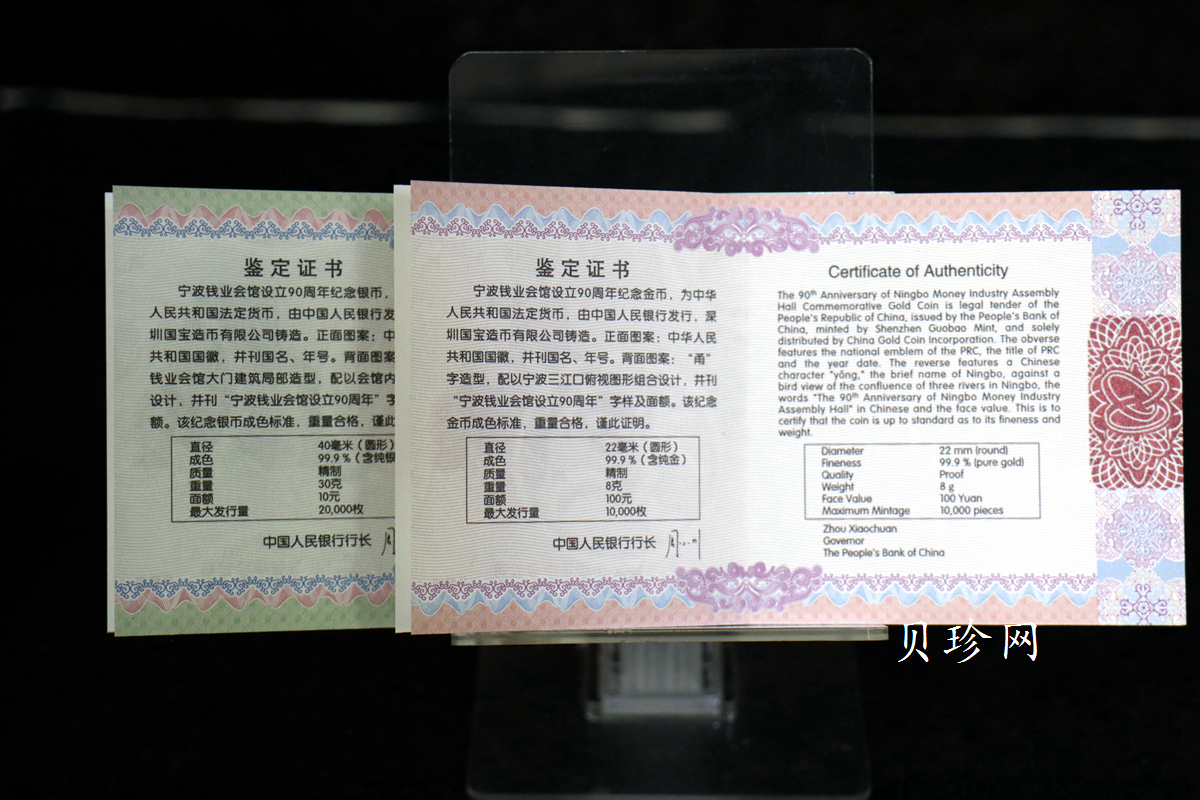 鉴定证书
宁波钱业会馆设立90周年纪念银币，
人民共和国法定货币，由中国人民银行发
圳国宝造币有限公司铸造。正面图案：中
共和国国徽，并刊国名、年号。背面图案
钱业会馆大门建筑局部造型，配以会馆内
设计，并刊“宁波钱业会馆设立90周年”字
额。该纪念银币成色标准，重量合格，谨此
直径 40毫米（圆形）
成色 99.9％（含纯银
质量 精制
重量 30克
面额 10元
最大发行量 20,000枚
中国人民银行行长
鉴定证书
宁波钱业会馆设立90周年纪念金币，为中华
人民共和国法定货币，由中国人民银行发行，深
圳国宝造币有限公司铸造。正面图案：中华人民
共和国国徽，并刊国名、年号。背面图案：“甬”
字造型，配以宁波三江口俯视图形组合设计，并刊
“宁波钱业会馆设立90周年”字样及面额。该纪念
金币成色标准，重量合格，谨此证明。
直径 22毫米（圆形）
成色 99.9％（含纯金）
质量 精制
重量 8克
面额 100元
最大发行量 10,000枚
中国人民银行行长
Certificate of Authenticity
The 90th Anniversary of Ningbo Money Industry Assembly
Hall Commemorative Gold Coin is legal tender of the
People's Republic of China, issued by the People's Bank of
China, minted by Shenzhen Guobao Mint, and solely
distributed by China Gold Coin Incorporation. The obverse
features the national emblem of the PRC, the title of PRC
and the year date. The reverse features a Chinese
character "yǒng," the brief name of Ningbo, against a
bird view of the confluence of three rivers in Ningbo, the
words "The 90th Anniversary of Ningbo Money Industry
Assembly Hall" in Chinese and the face value. This is to
certify that the coin is up to standard as to its fineness and
weight.
Diameter 22 mm (round)
Fineness 99.9 % (pure gold)
Quality Proof
Weight 8 g
Face Value 100 Yuan
Maximum Mintage 10,000 pieces
Zhou Xiaochuan
Governor
The People's Bank of China
贝珍网